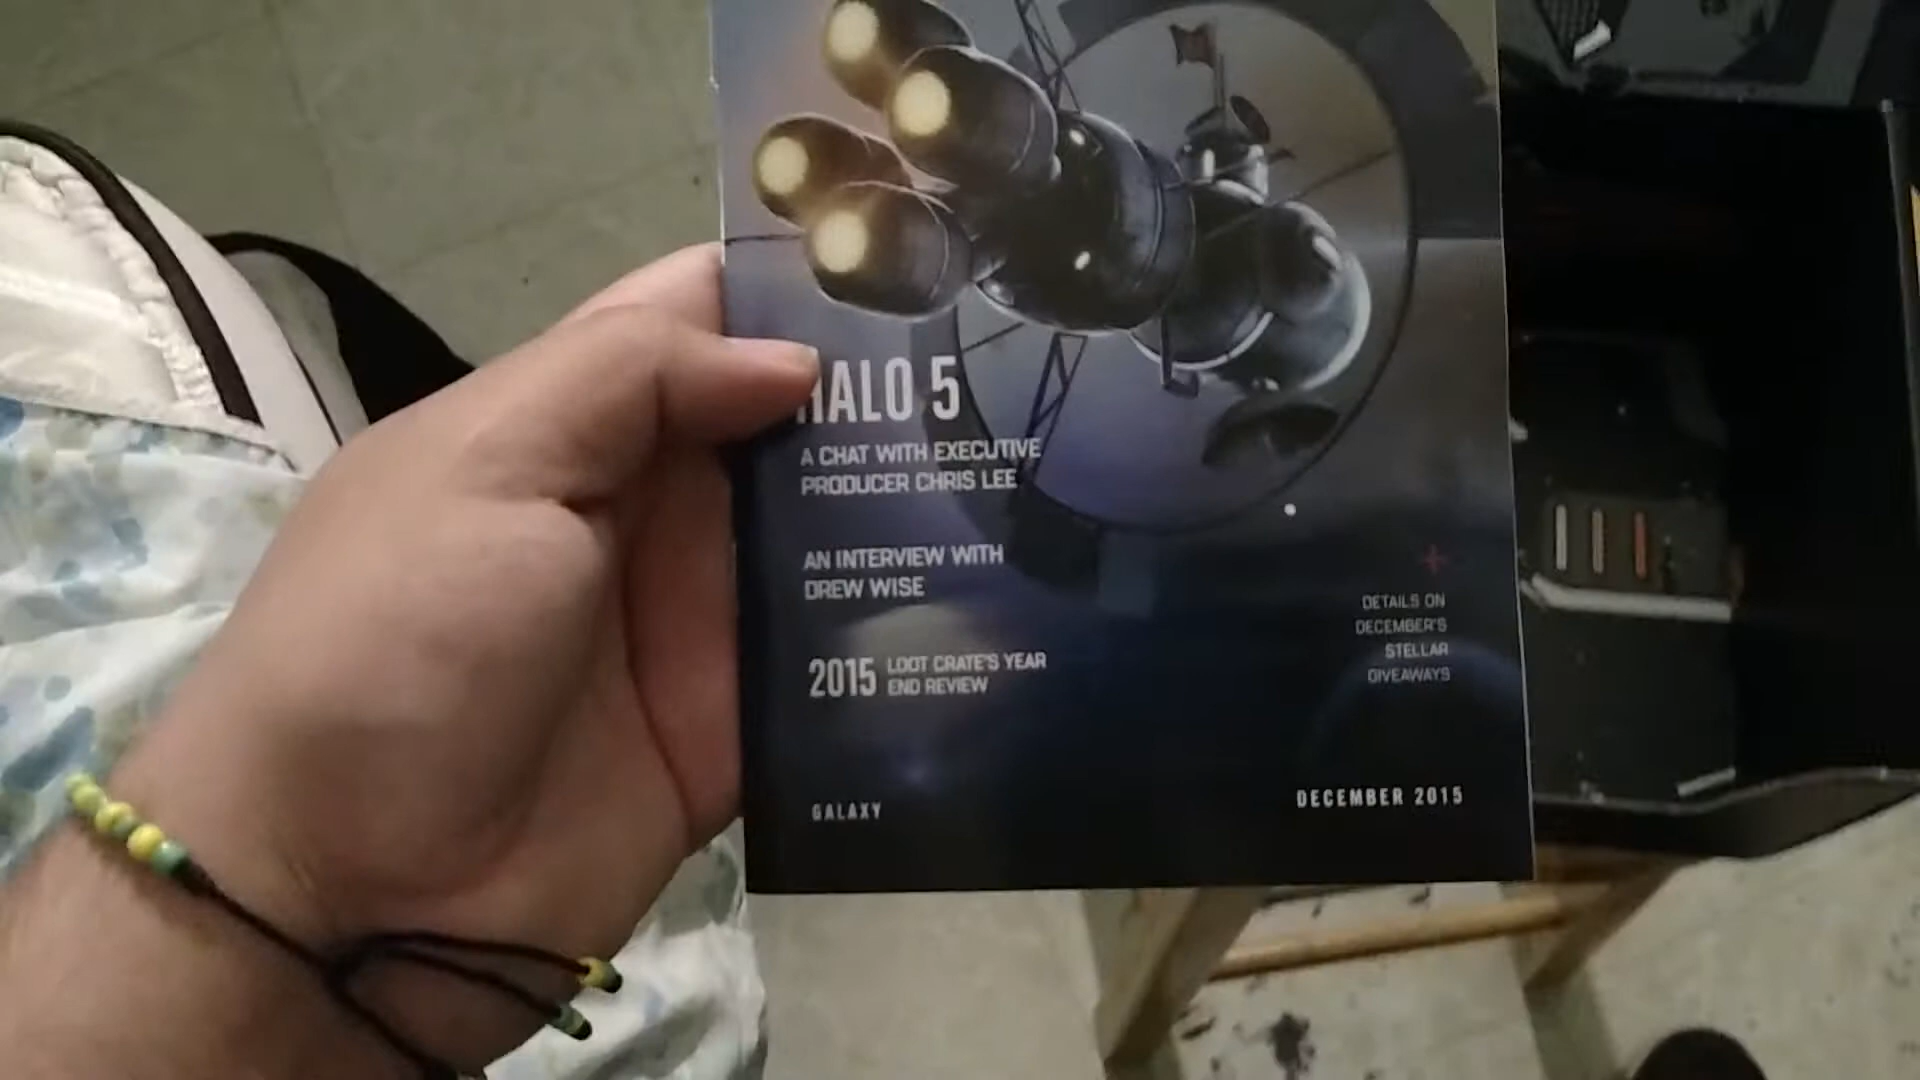 HALO 5
A CHAT WITH EXECUTIVE
PRODUCER CHRIS LEE
AN INTERVIEW WITH
DREW WISE
2015 LOOT CRATE'S YEAR
END REVIEW
DETAILS ON
DECEMBER'S
STELLAR
GIVEAWAYS
GALAXY
DECEMBER 2015